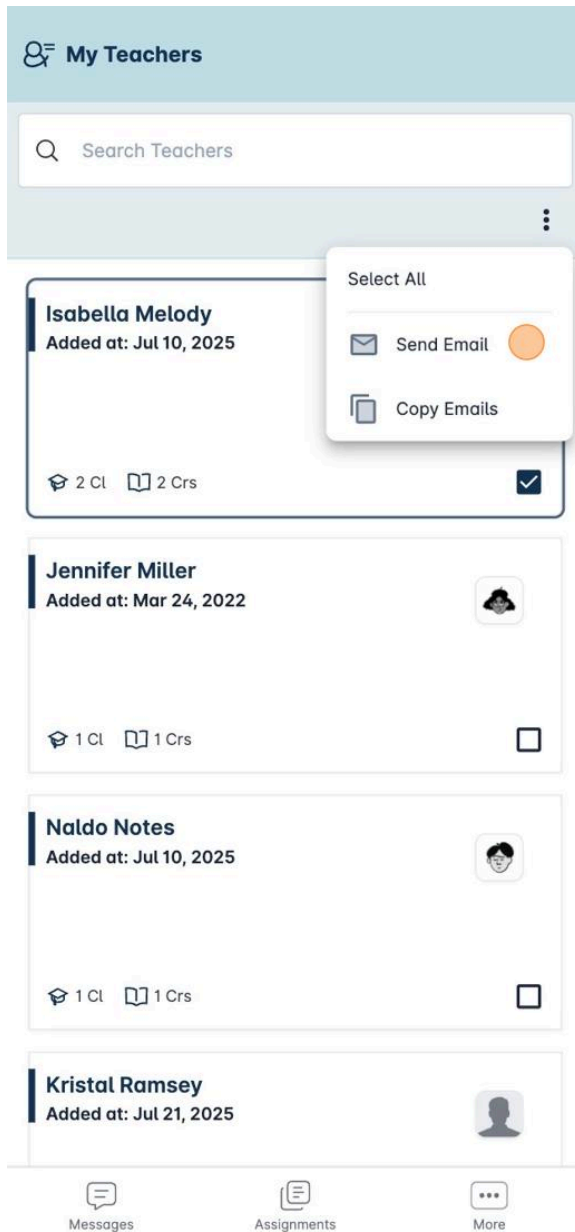 My Teachers
Search Teachers
Select All
Send Email
Copy Emails
Isabella Melody
Added at: Jul 10, 2025
2 Cl 2 Crs
Jennifer Miller
Added at: Mar 24, 2022
1 Cl 1 Crs
Naldo Notes
Added at: Jul 10, 2025
1 Cl 1 Crs
Kristal Ramsey
Added at: Jul 21, 2025
Messages Assignments More